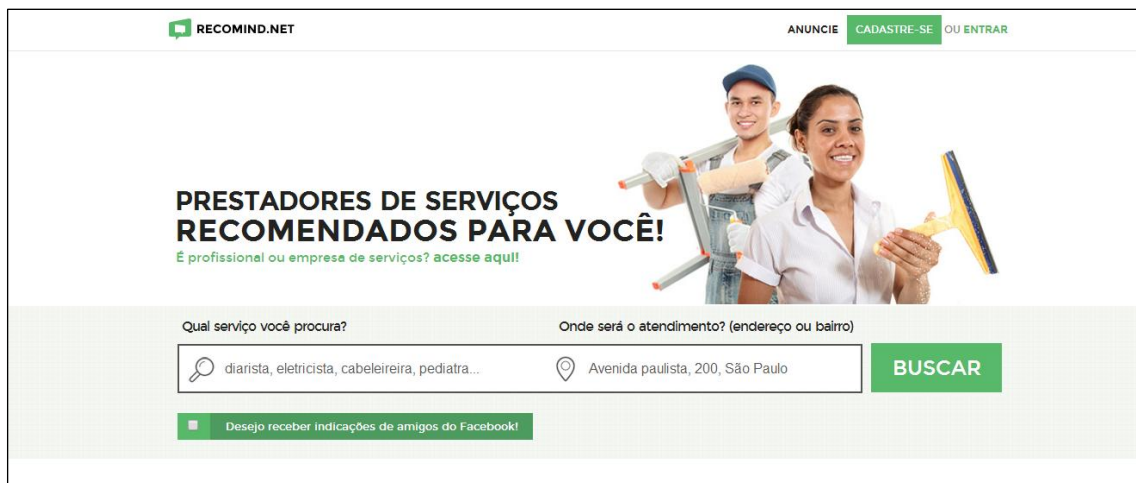 RECOMIND.NET
ANUNCIE CADASTRE-SE OU ENTRAR
PRESTADORES DE SERVIÇOS
RECOMENDADOS PARA VOCÊ!
É profissional ou empresa de serviços? acesse aqui!
Qual serviço você procura? Onde será o atendimento? (endereço ou bairro)
diarista, eletricista, cabeleireira, pediatra... Avenida paulista, 200, São Paulo BUSCAR
Desejo receber indicações de amigos do Facebook!